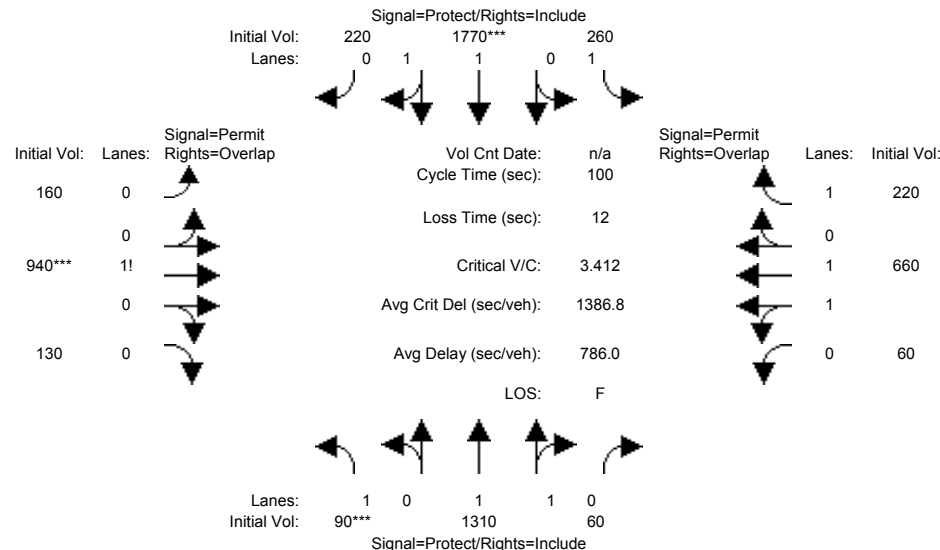 Signal=Protect/Rights=Include
Initial Vol: 220 1770*** 260
Lanes: 0 1 1 0 1
Signal=Permit
Rights=Overlap
Initial Vol: Lanes:
160 0
0
940*** 1!
0
130 0
Vol Cnt Date: n/a
Cycle Time (sec): 100
Loss Time (sec): 12
Critical V/C: 3.412
Avg Crit Del (sec/veh): 1386.8
Avg Delay (sec/veh): 786.0
LOS: F
Signal=Permit
Rights=Overlap
Lanes: Initial Vol:
1 220
0
1 660
1
0 60
Lanes: 1 0 1 1 0
Initial Vol: 90*** 1310 60
Signal=Protect/Rights=Include